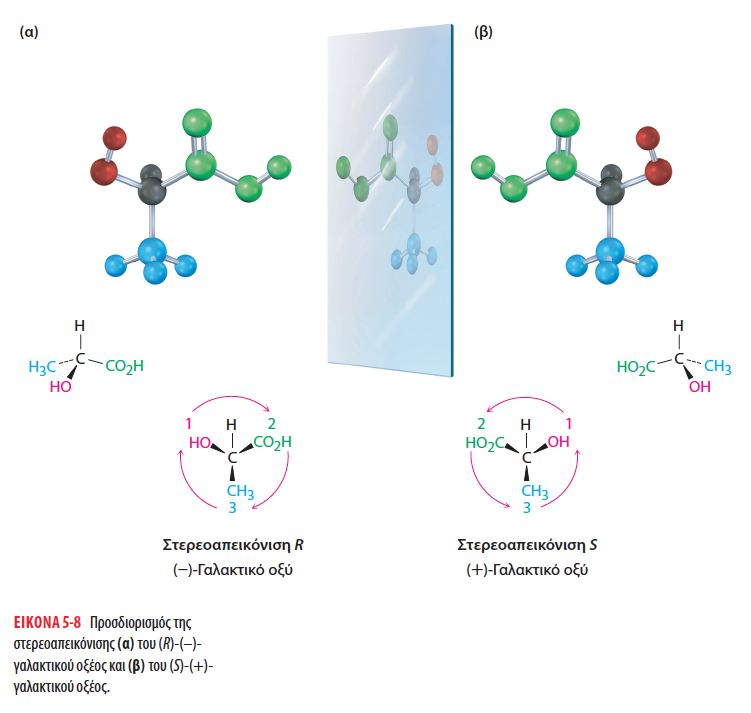 (α)
(β)
H
H₃C C CO₂H
HO
H
HO₂C C CH₃
OH
1 H 2
HO CO₂H
C
CH₃
3
2 H 1
HO₂C OH
C
CH₃
3
Στερεοαπεικόνιση R
(−)-Γαλακτικό οξύ
Στερεοαπεικόνιση S
(+)-Γαλακτικό οξύ
ΕΙΚΟΝΑ 5-8 Προσδιορισμός της
στερεοαπεικόνισης (α) του (R)-(−)-
γαλακτικού οξέος και (β) του (S)-(+)-
γαλακτικού οξέος.